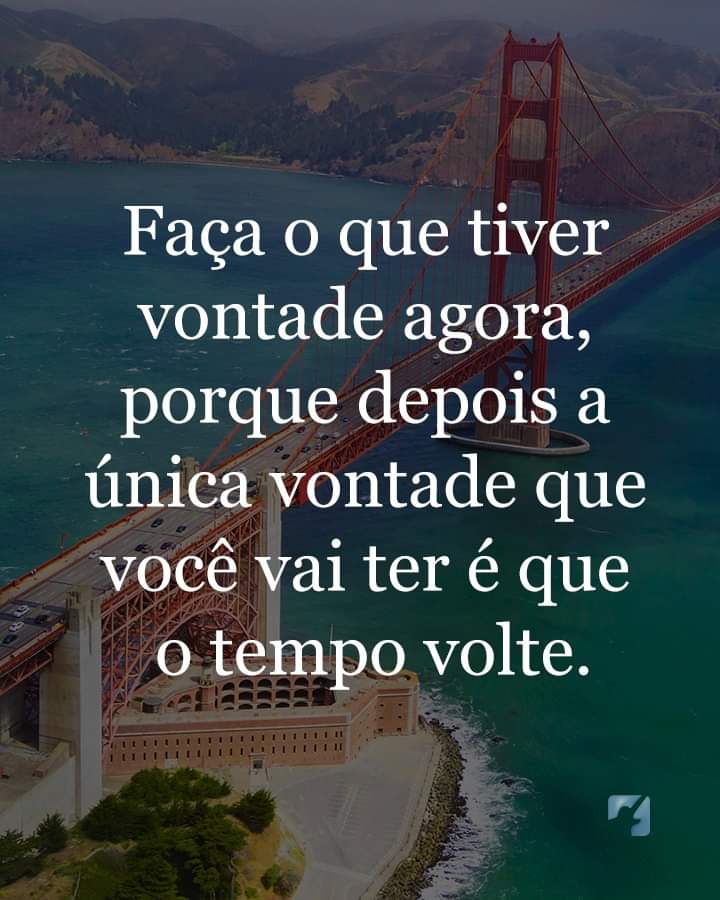 Faça o que tiver
vontade agora,
porque depois a
única vontade que
você vai ter é que
o tempo volte.